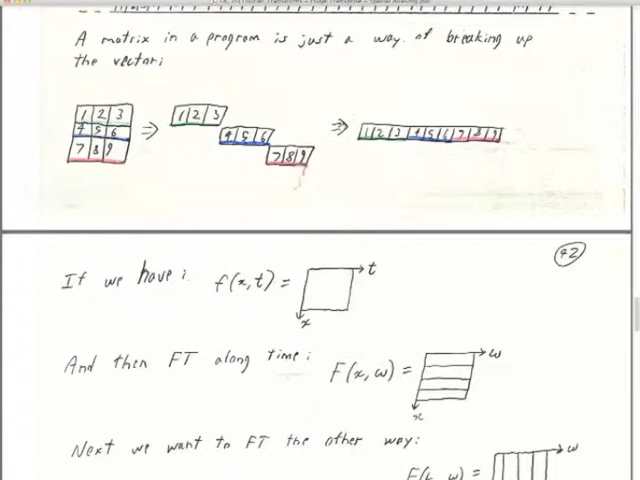 A matrix in a program is just a way of breaking up
the vector:
1 2 3
4 5 6
7 8 9
⇒
1 2 3
4 5 6
7 8 9
⇒
1 2 3 4 5 6 7 8 9
42
If we have: f(x,t) =
t
x
And then FT along time: F(x,ω) =
ω
x
Next we want to FT the other way:
ω